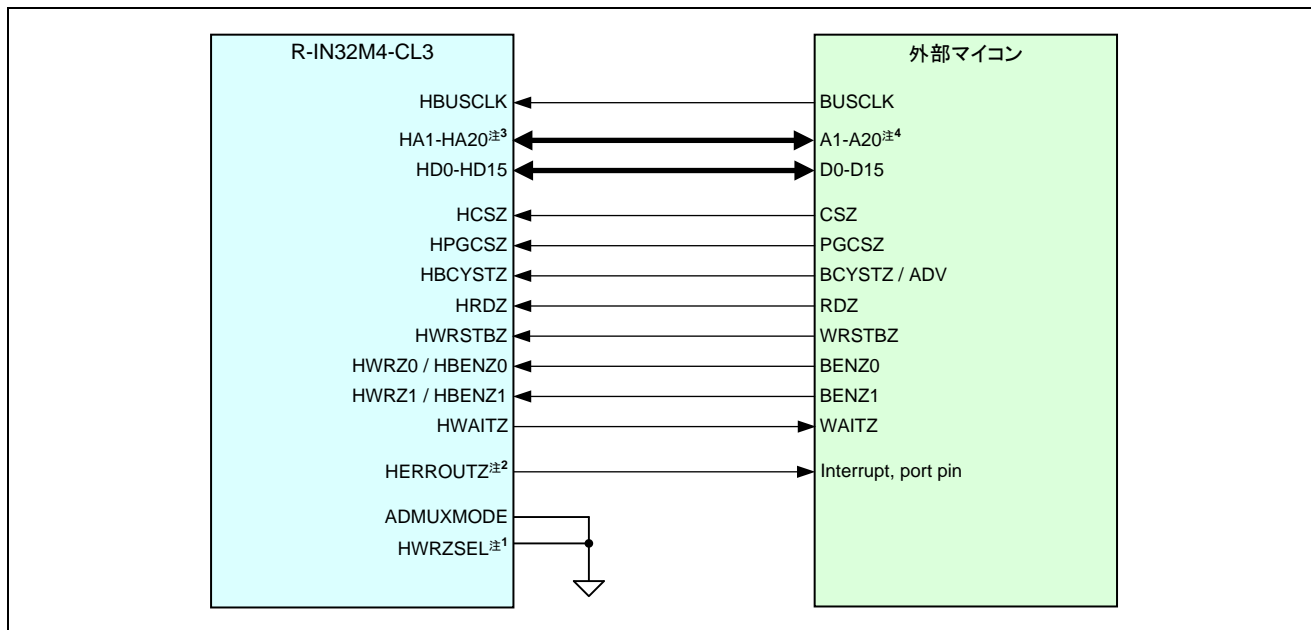 R-IN32M4-CL3 外部マイコン
HBUSCLK BUSCLK
HA1-HA20注3 A1-A20注4
HD0-HD15 D0-D15
HCSZ CSZ
HPGCSZ PGCSZ
HBCYSTZ BCYSTZ / ADV
HRDZ RDZ
HWRSTBZ WRSTBZ
HWRZ0 / HBENZ0 BENZ0
HWRZ1 / HBENZ1 BENZ1
HWAITZ WAITZ
HERROUTZ注2 Interrupt, port pin
ADMUXMODE
HWRZSEL注1